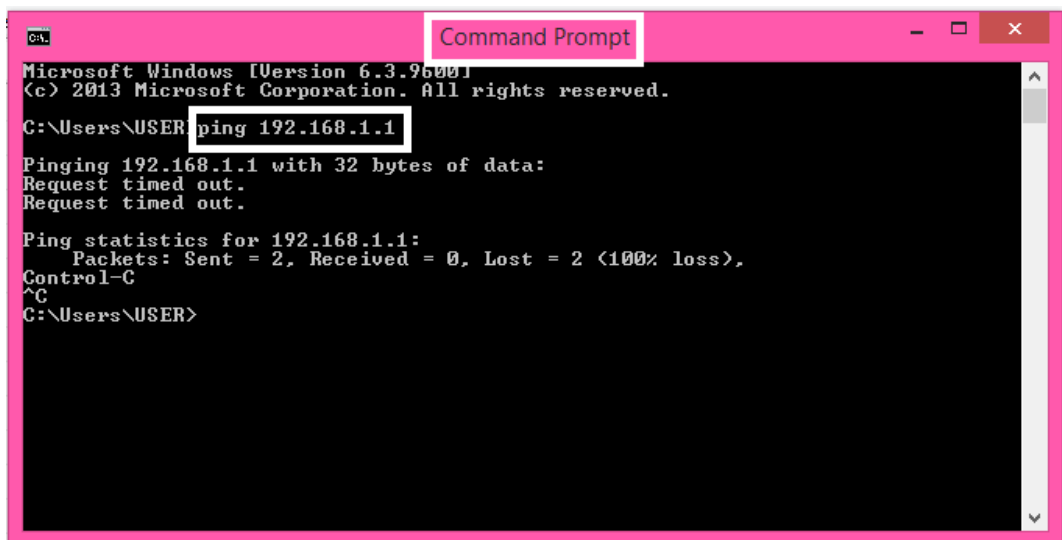 Command Prompt
Microsoft Windows [Version 6.3.9600]
(c) 2013 Microsoft Corporation. All rights reserved.
C:\Users\USER>ping 192.168.1.1
Pinging 192.168.1.1 with 32 bytes of data:
Request timed out.
Request timed out.
Ping statistics for 192.168.1.1:
Packets: Sent = 2, Received = 0, Lost = 2 (100% loss),
Control-C
^C
C:\Users\USER>